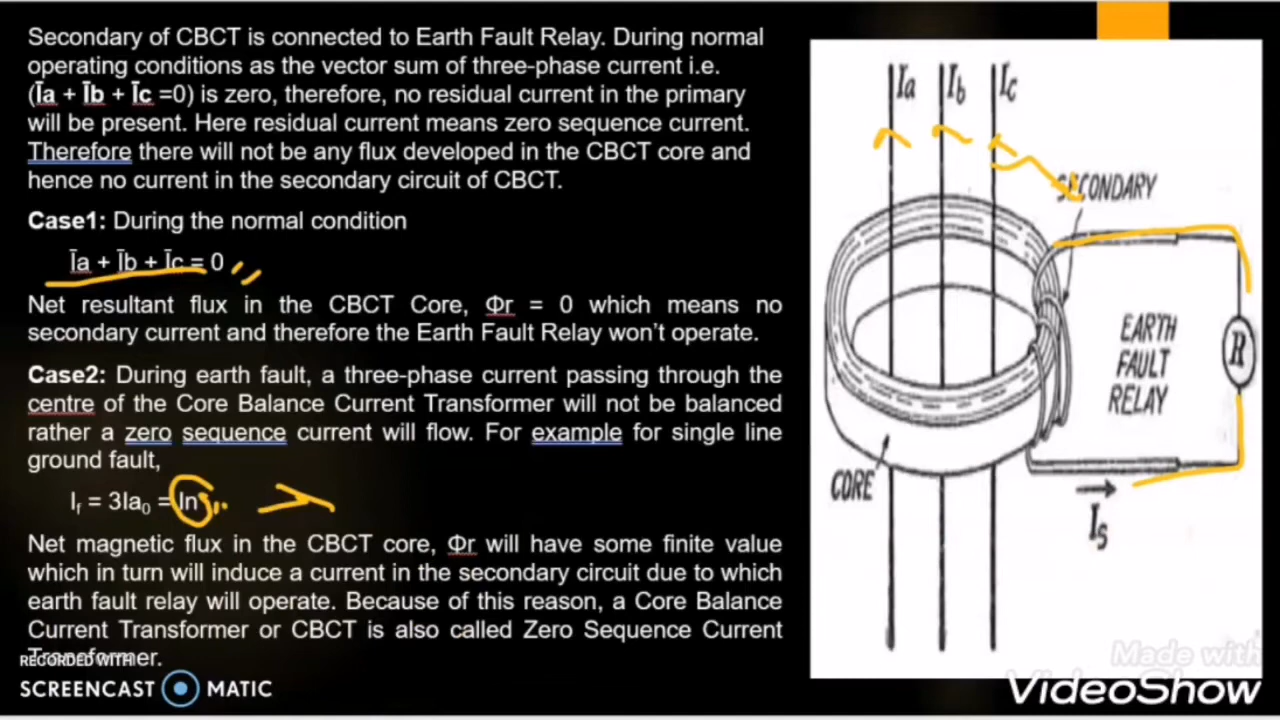 Secondary of CBCT is connected to Earth Fault Relay. During normal
operating conditions as the vector sum of three-phase current i.e.
(Īa + Īb + Īc =0) is zero, therefore, no residual current in the primary
will be present. Here residual current means zero sequence current.
Therefore there will not be any flux developed in the CBCT core and
hence no current in the secondary circuit of CBCT.
Case1: During the normal condition
Īa + Īb + Īc = 0
Net resultant flux in the CBCT Core, Φr = 0 which means no
secondary current and therefore the Earth Fault Relay won't operate.
Case2: During earth fault, a three-phase current passing through the
centre of the Core Balance Current Transformer will not be balanced
rather a zero sequence current will flow. For example for single line
ground fault,
If = 3Ia0 = In
Net magnetic flux in the CBCT core, Φr will have some finite value
which in turn will induce a current in the secondary circuit due to which
earth fault relay will operate. Because of this reason, a Core Balance
Current Transformer or CBCT is also called Zero Sequence Current
Transformer.
RECORDED WITH
SCREENCAST MATIC
Ia Ib Ic
SECONDARY
EARTH
FAULT
RELAY
R
CORE
Is
Made with
VideoShow